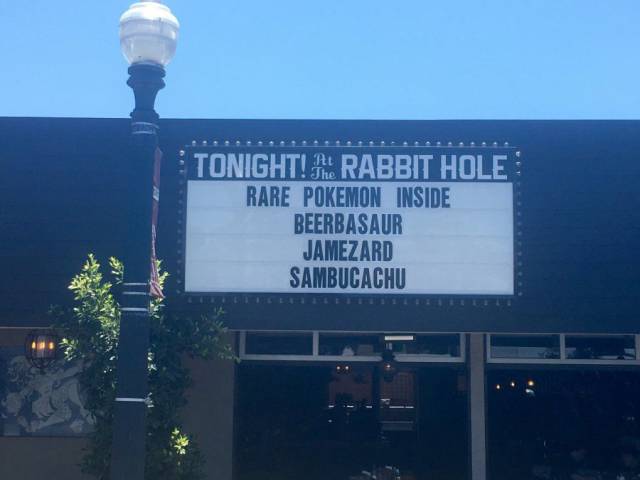 TONIGHT! At The RABBIT HOLE
RARE POKEMON INSIDE
BEERBASAUR
JAMEZARD
SAMBUCACHU